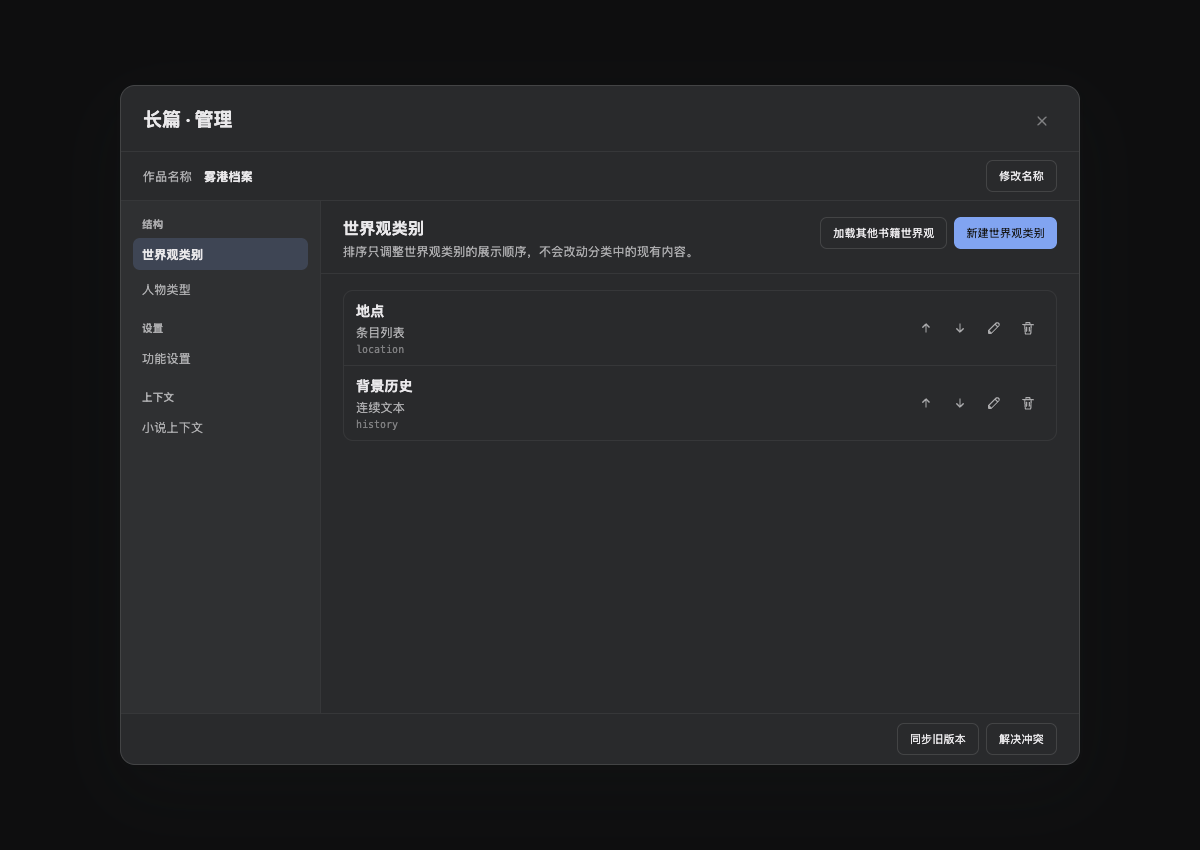 长篇 · 管理
作品名称 雾港档案
修改名称
结构
世界观类别
人物类型
设置
功能设置
上下文
小说上下文
世界观类别
排序只调整世界观类别的展示顺序，不会改动分类中的现有内容。
加载其他书籍世界观
新建世界观类别
地点
条目列表
location
背景历史
连续文本
history
同步旧版本
解决冲突